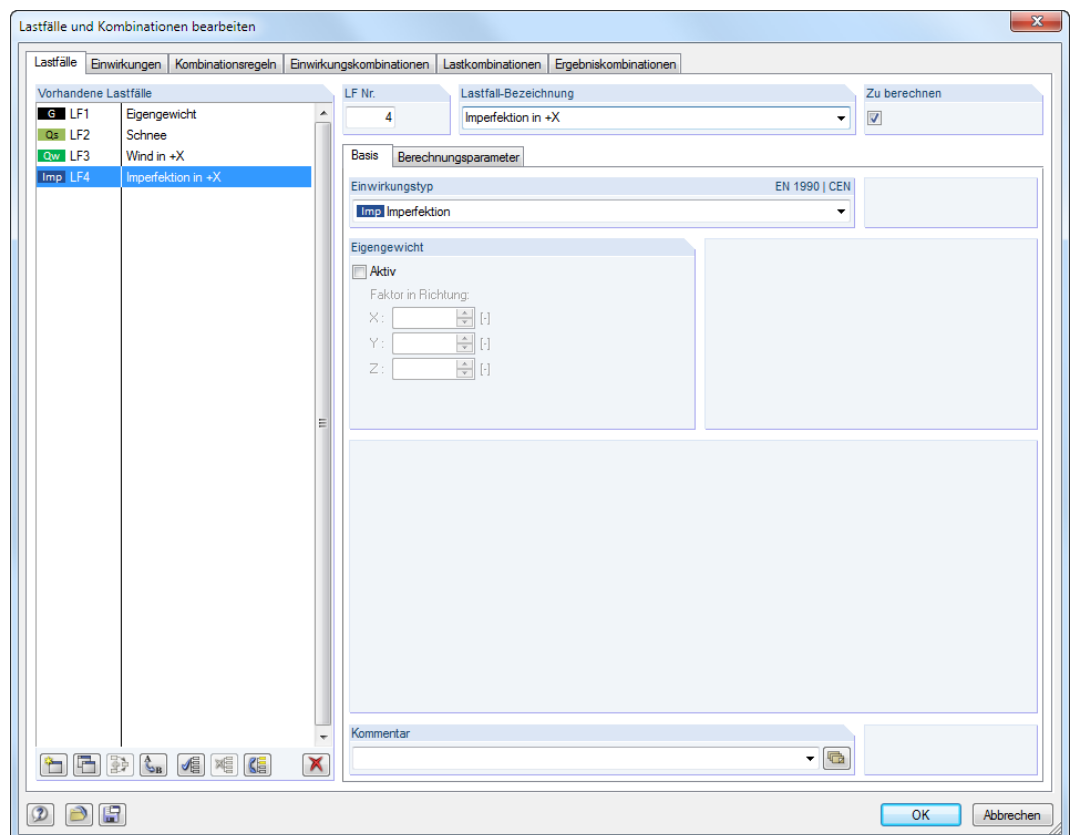 Lastfälle und Kombinationen bearbeiten
Lastfälle Einwirkungen Kombinationsregeln Einwirkungskombinationen Lastkombinationen Ergebniskombinationen
Vorhandene Lastfälle
G LF1 Eigengewicht
Qs LF2 Schnee
Qw LF3 Wind in +X
Imp LF4 Imperfektion in +X
LF Nr.
4
Lastfall-Bezeichnung
Imperfektion in +X
Zu berechnen
Basis Berechnungsparameter
Einwirkungstyp EN 1990 | CEN
Imp Imperfektion
Eigengewicht
Aktiv
Faktor in Richtung:
X: [-]
Y: [-]
Z: [-]
Kommentar
OK Abbrechen